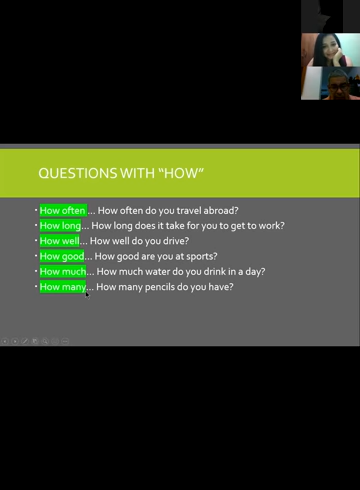 QUESTIONS WITH “HOW”
• How often ... How often do you travel abroad?
• How long... How long does it take for you to get to work?
• How well... How well do you drive?
• How good... How good are you at sports?
• How much... How much water do you drink in a day?
• How many... How many pencils do you have?